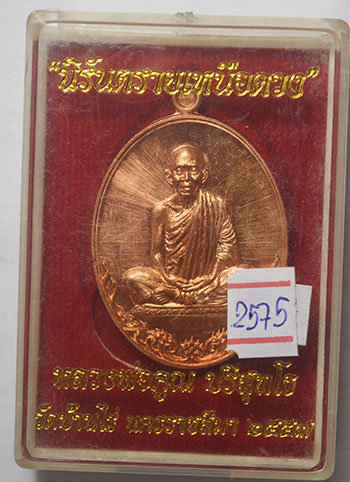 "นิรันตรายเหนือดวง"
2575
หลวงพ่อคูณ ปริสุทโธ
วัดบ้านไร่ นครราชสีมา ๒๕๕๗